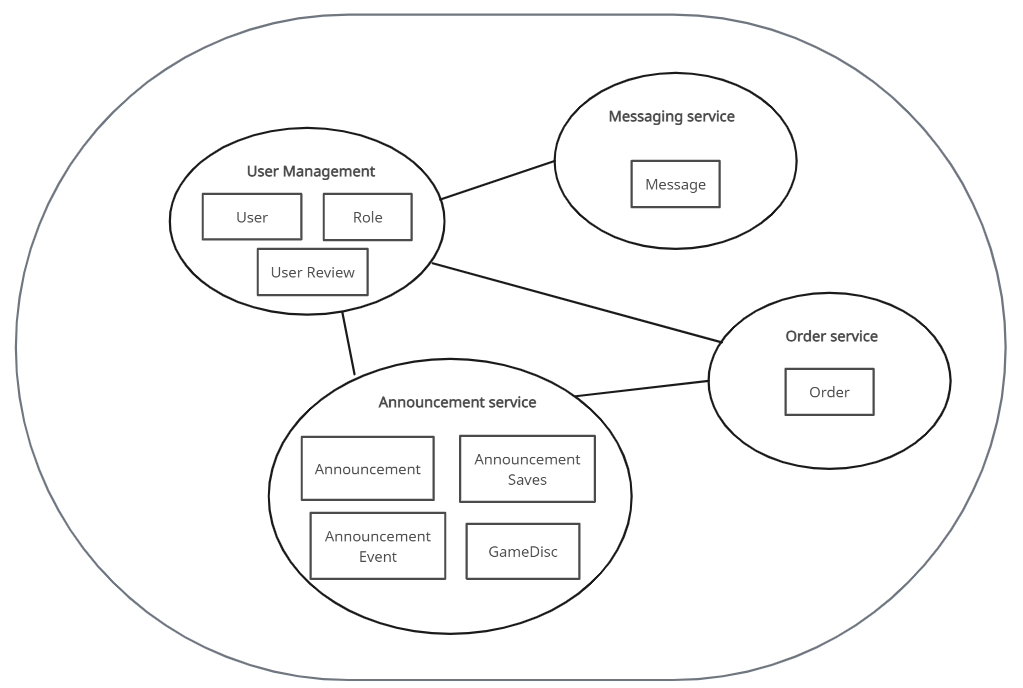 Messaging service
Message
User Management
User
Role
User Review
Order service
Order
Announcement service
Announcement
Announcement
Saves
Announcement
Event
GameDisc